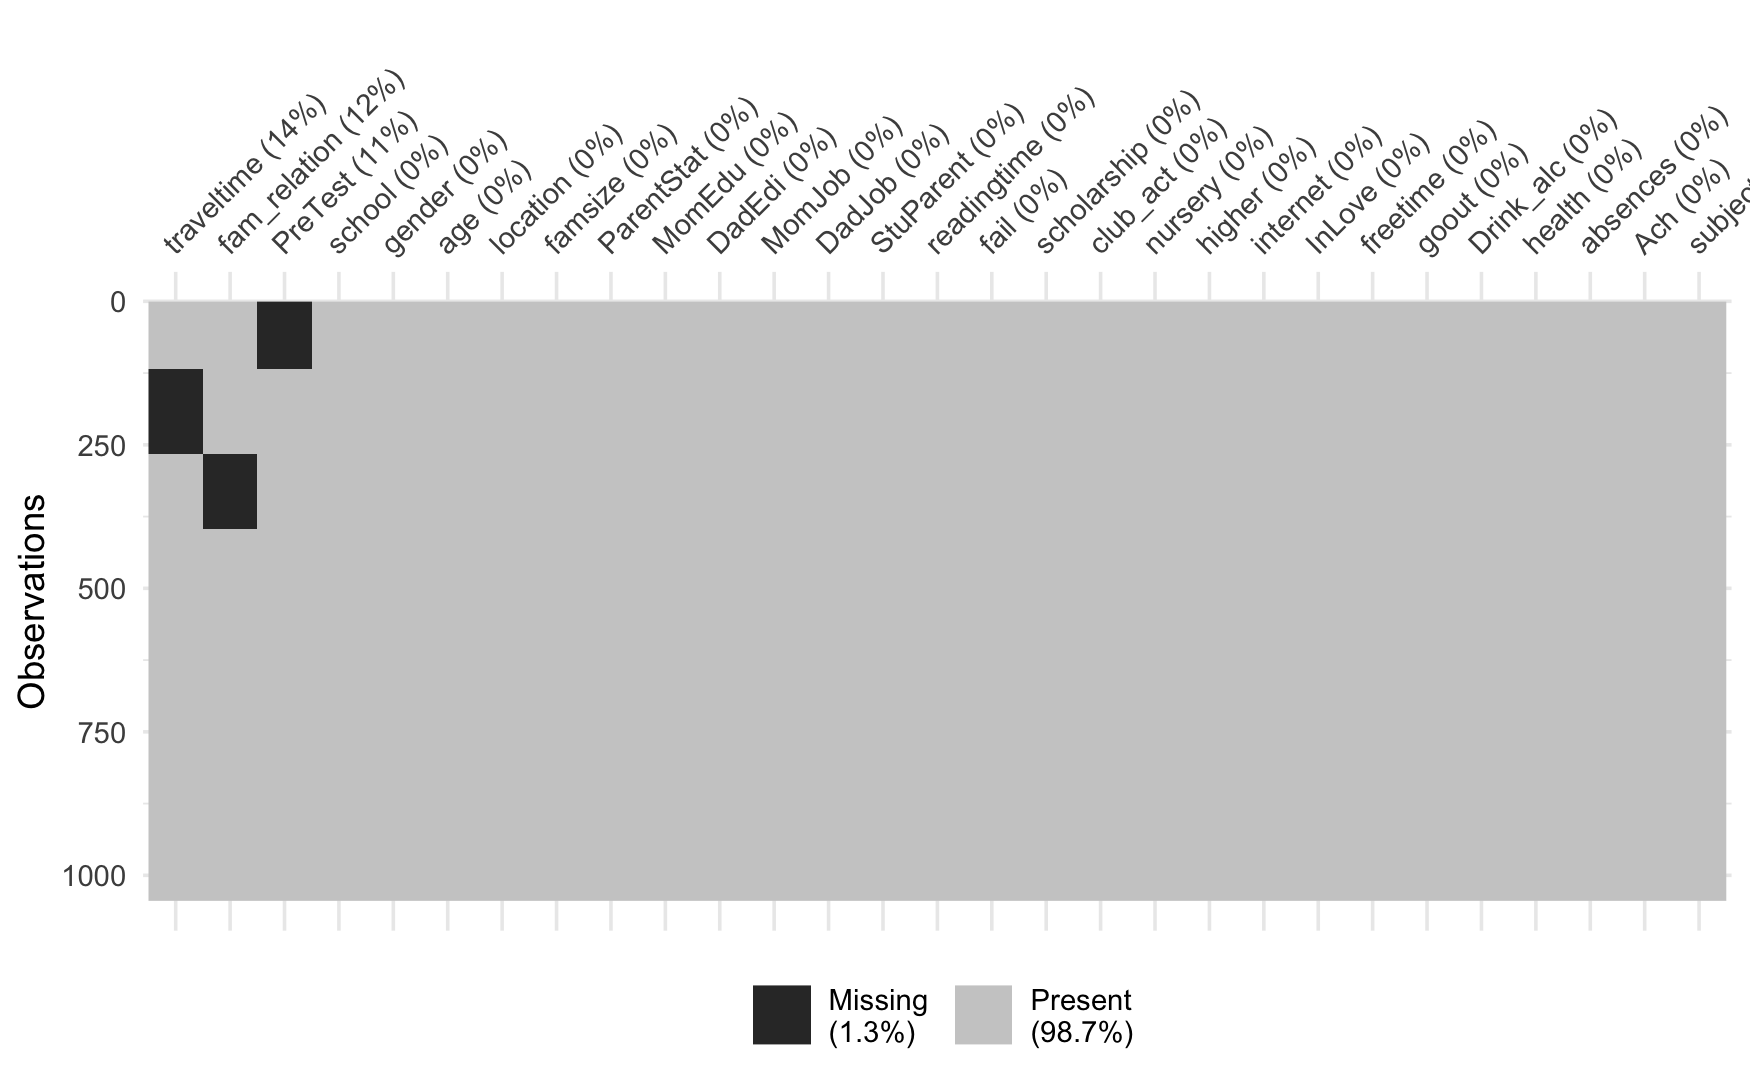 traveltime (14%)
fam_relation (12%)
PreTest (11%)
school (0%)
gender (0%)
age (0%)
location (0%)
famsize (0%)
ParentStat (0%)
MomEdu (0%)
DadEdi (0%)
MomJob (0%)
DadJob (0%)
StuParent (0%)
readingtime (0%)
fail (0%)
scholarship (0%)
club_act (0%)
nursery (0%)
higher (0%)
internet (0%)
InLove (0%)
freetime (0%)
goout (0%)
Drink_alc (0%)
health (0%)
absences (0%)
Ach (0%)
subject
0
250
500
750
1000
Observations
Missing
(1.3%)
Present
(98.7%)